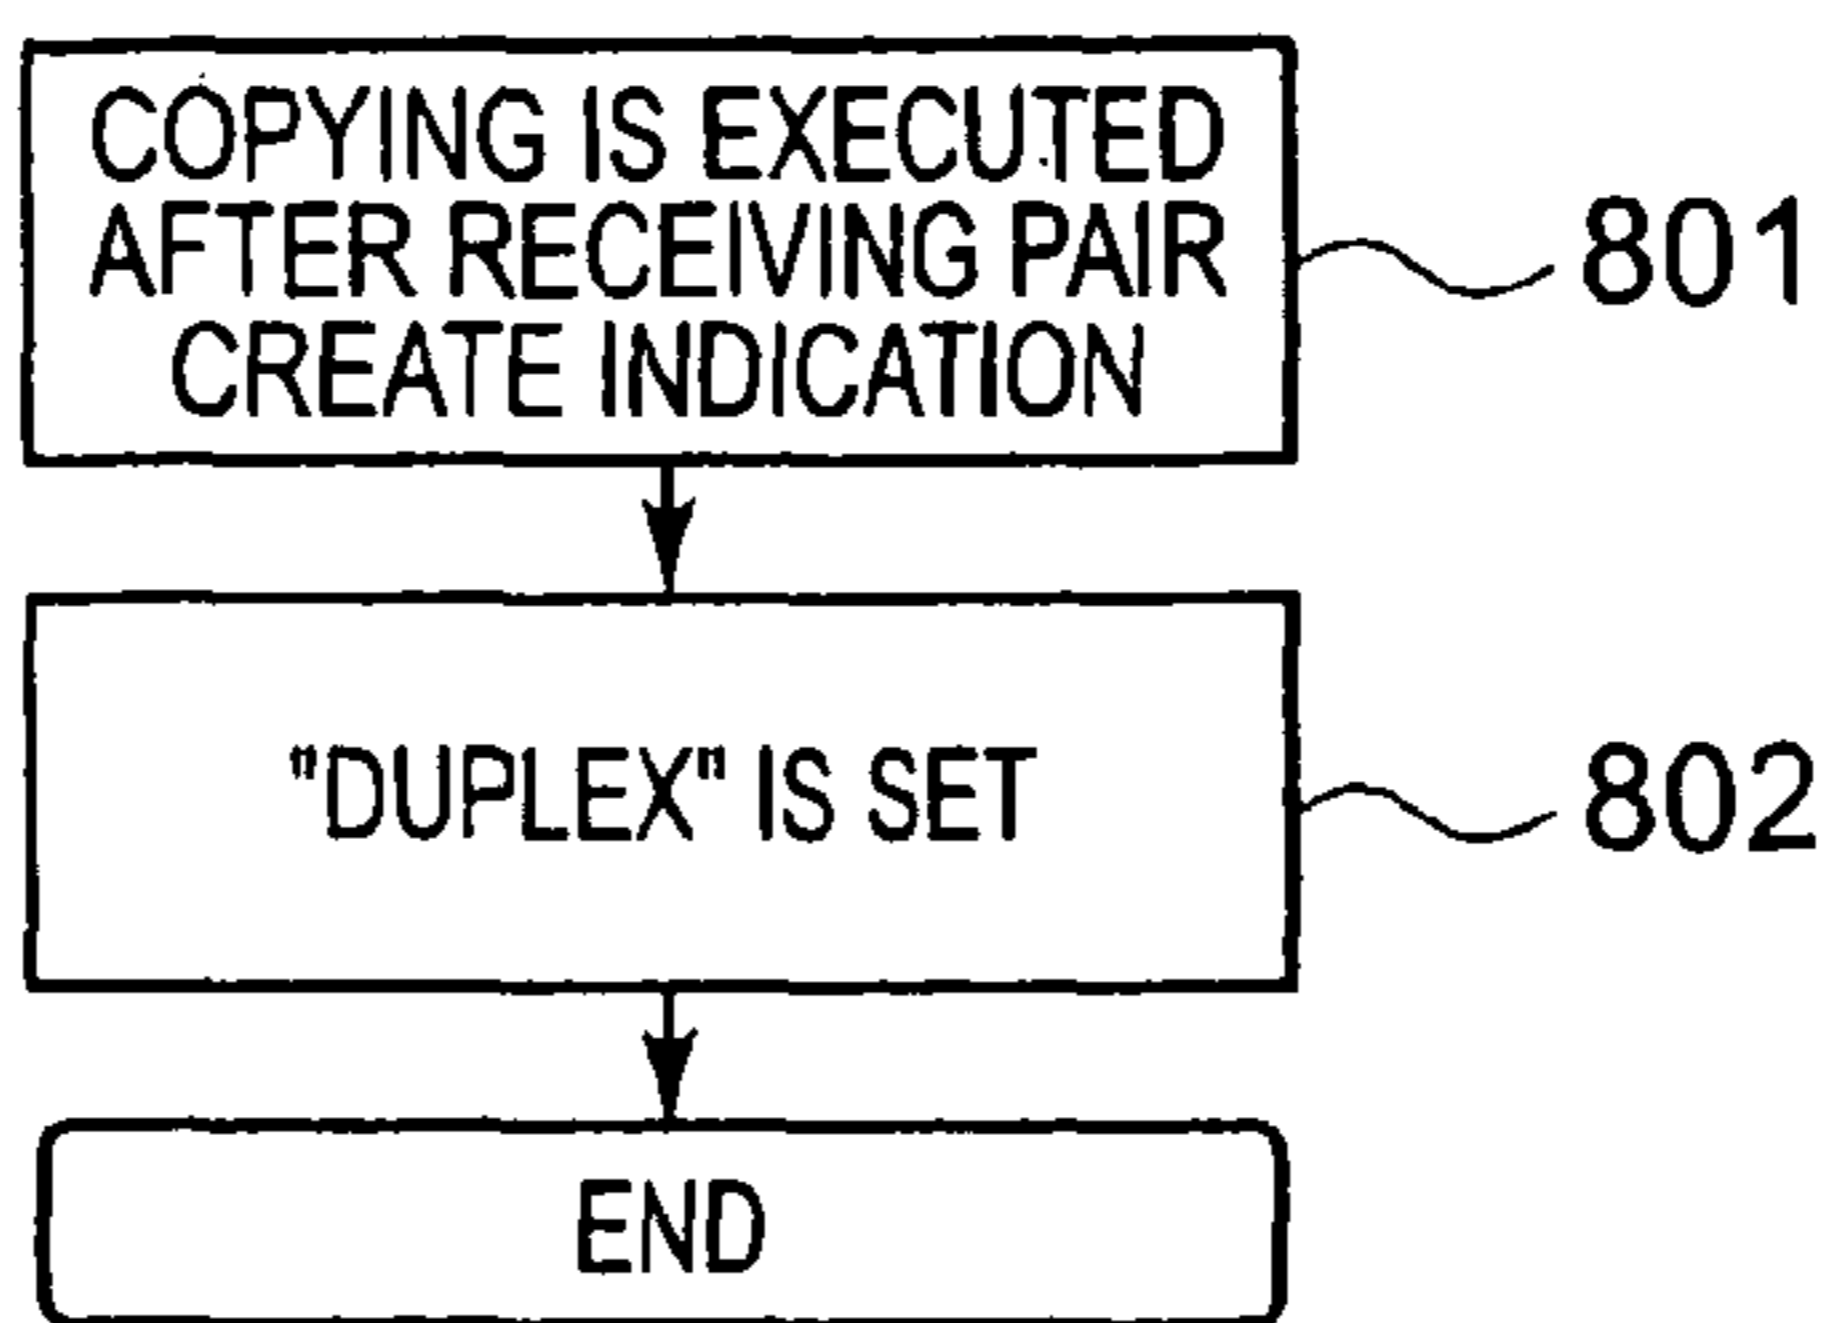 COPYING IS EXECUTED
AFTER RECEIVING PAIR
CREATE INDICATION
801
"DUPLEX" IS SET
802
END